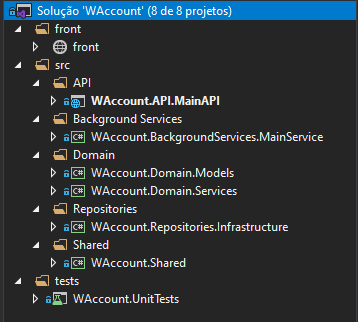 Solução 'WAccount' (8 de 8 projetos)
front
front
src
API
WAccount.API.MainAPI
Background Services
C# WAccount.BackgroundServices.MainService
Domain
C# WAccount.Domain.Models
C# WAccount.Domain.Services
Repositories
C# WAccount.Repositories.Infrastructure
Shared
C# WAccount.Shared
tests
WAccount.UnitTests